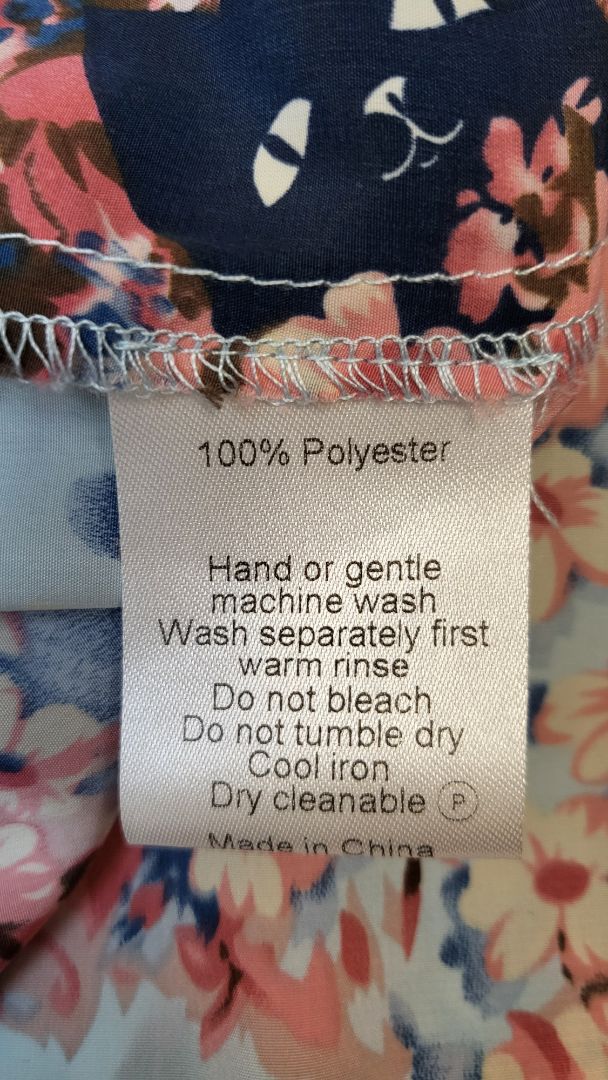 100% Polyester
Hand or gentle
machine wash
Wash separately first
warm rinse
Do not bleach
Do not tumble dry
Cool iron
Dry cleanable P
Made in China